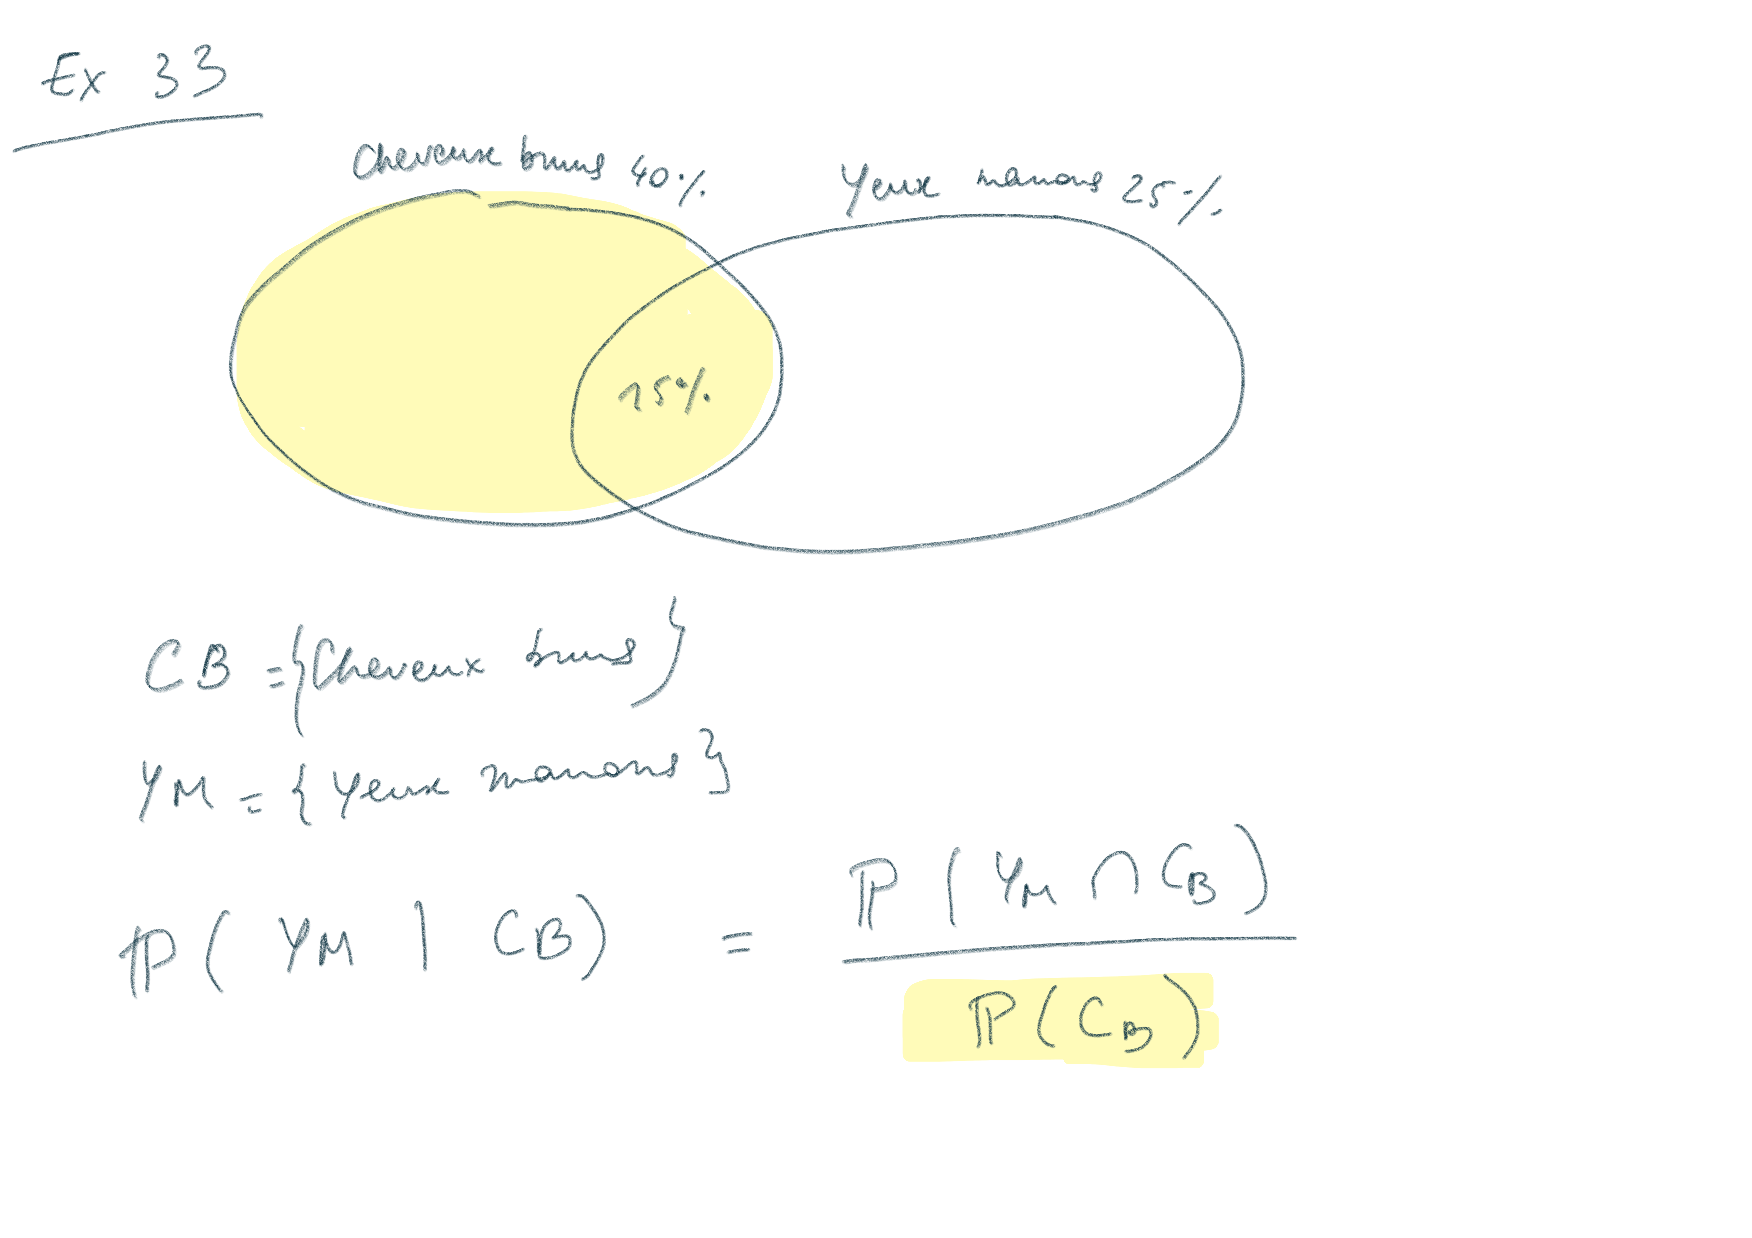 Ex 33
Cheveux bruns 40%
Yeux marrons 25%
15%
CB = {Cheveux bruns}
YM = {Yeux marrons}
ℙ(YM | CB) = ℙ(YM ∩ CB)
ℙ(CB)